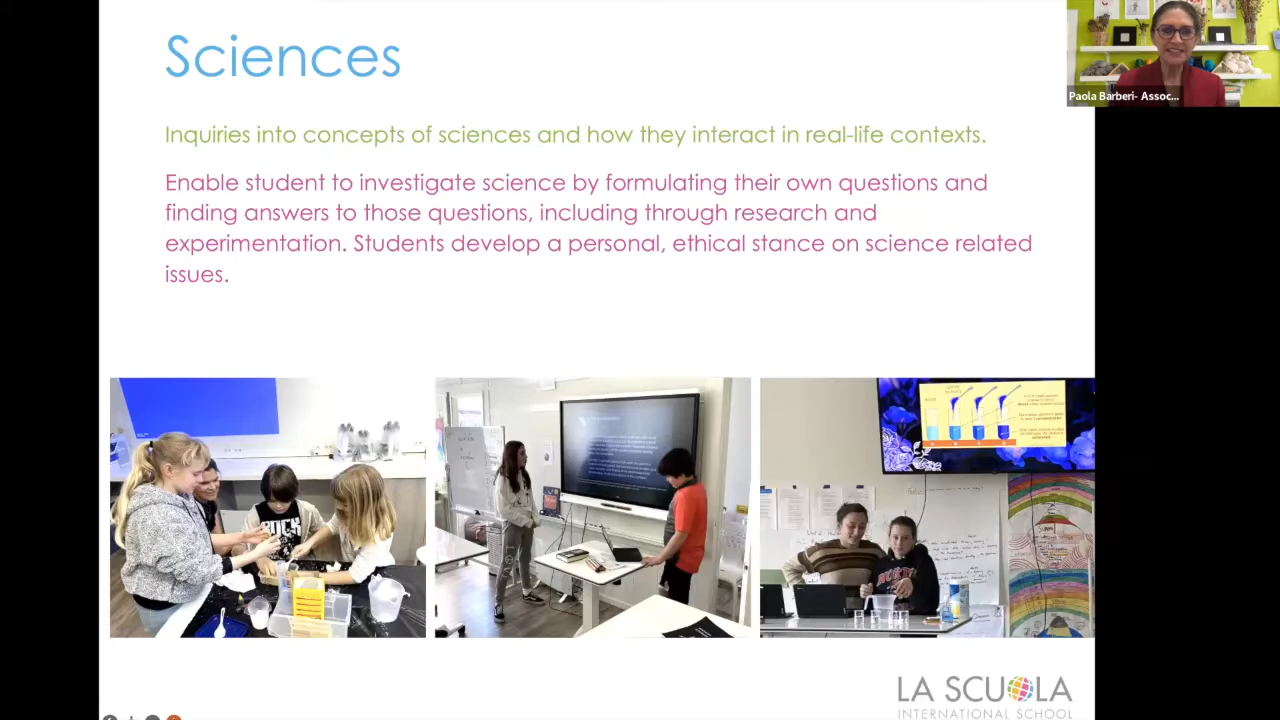 Sciences
Paola Barberi- Assoc...
Inquiries into concepts of sciences and how they interact in real-life contexts.
Enable student to investigate science by formulating their own questions and
finding answers to those questions, including through research and
experimentation. Students develop a personal, ethical stance on science related
issues.
ROCK
LA SCUOLA
INTERNATIONAL SCHOOL